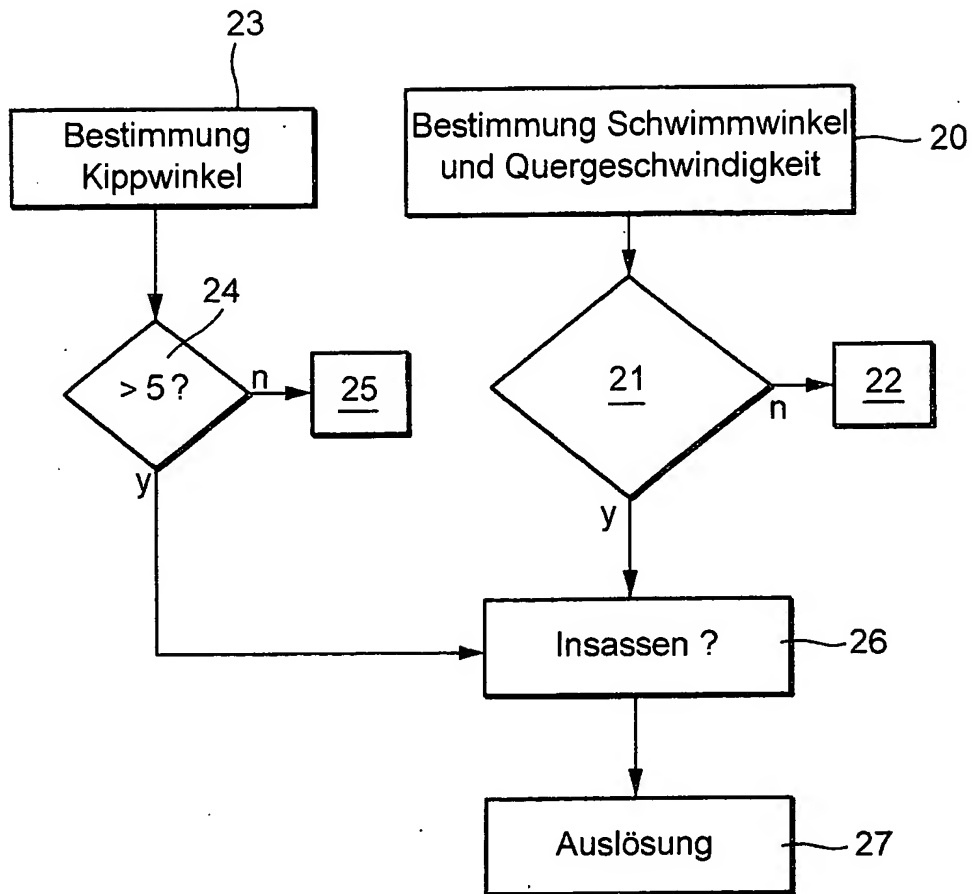 23
Bestimmung
Kippwinkel
Bestimmung Schwimmwinkel
und Quergeschwindigkeit
20
24
> 5 ?
n
25
y
21
n
22
y
Insassen ?
26
Auslösung
27